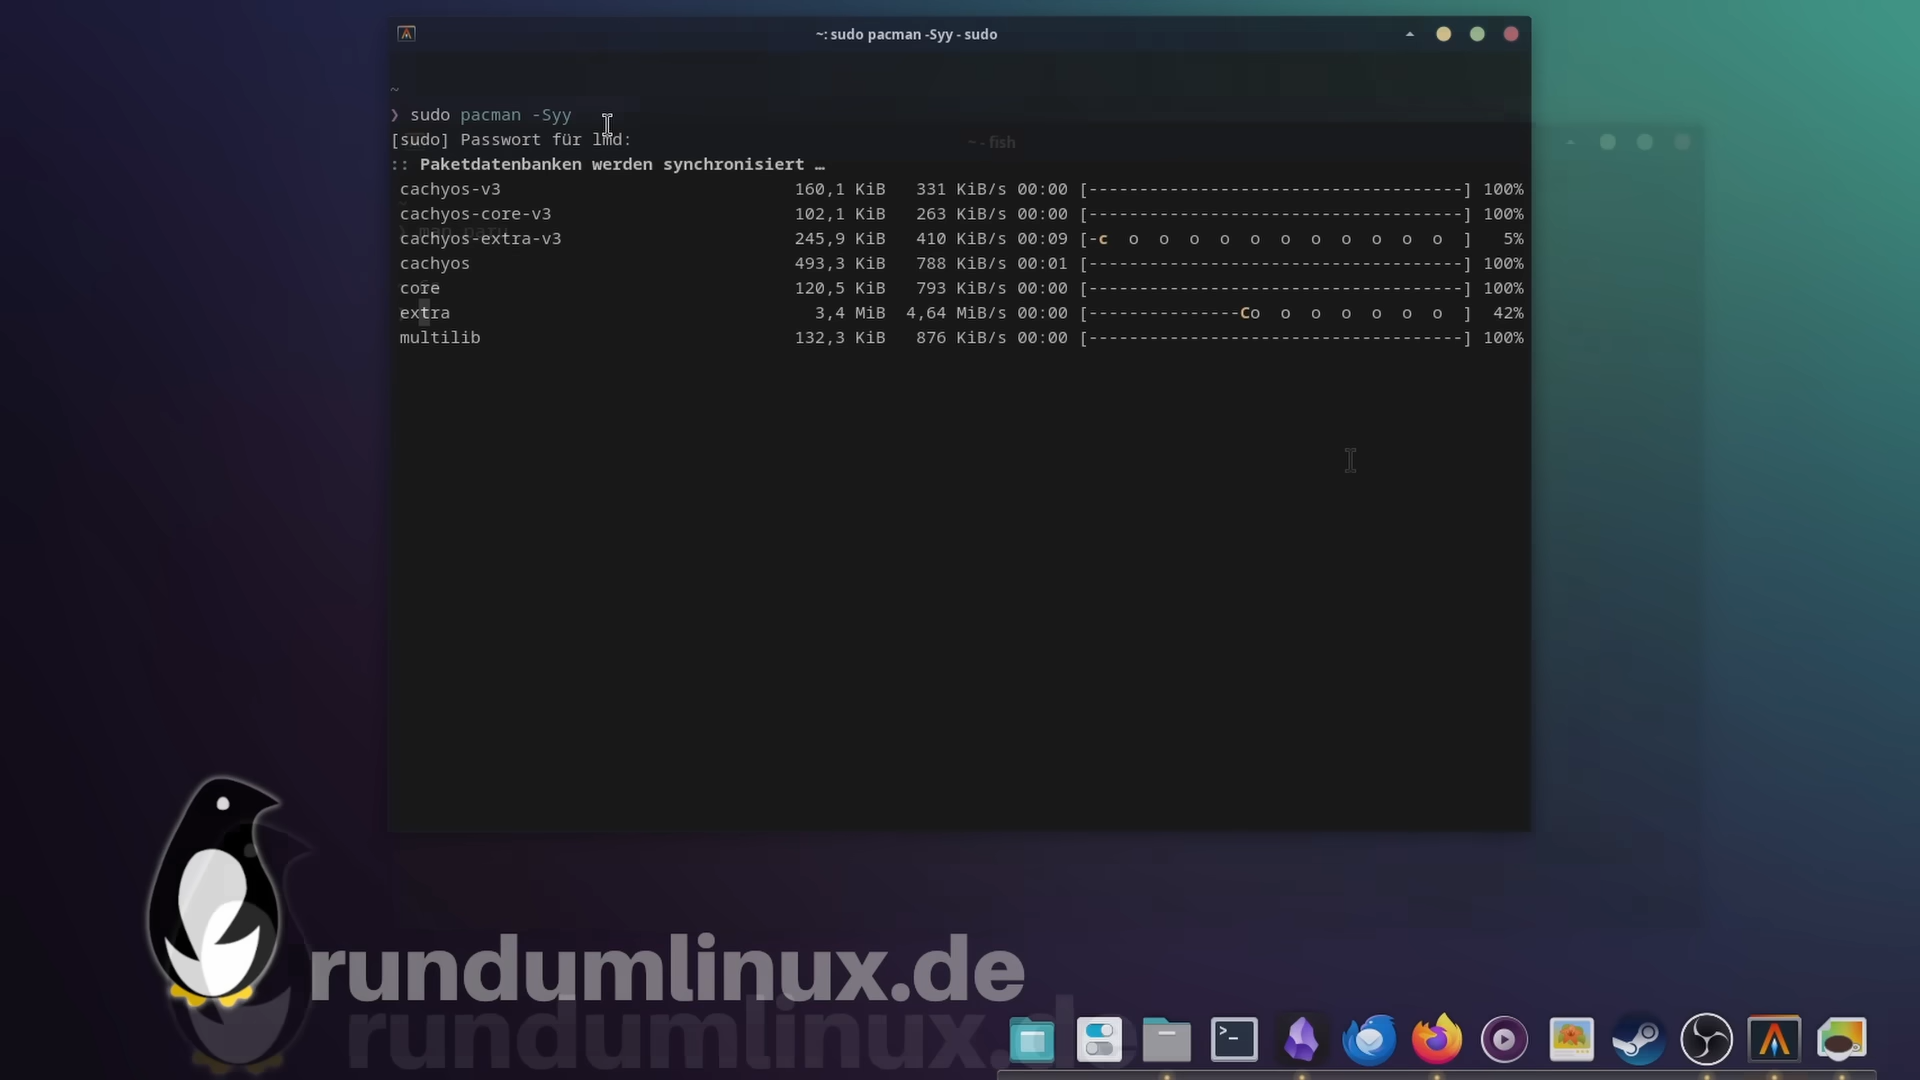 ~: sudo pacman -Syy - sudo
~
❯ sudo pacman -Syy
[sudo] Passwort für lmd:
~ - fish
:: Paketdatenbanken werden synchronisiert …
cachyos-v3 160,1 KiB 331 KiB/s 00:00 [-------------------------------------] 100%
cachyos-core-v3 102,1 KiB 263 KiB/s 00:00 [-------------------------------------] 100%
man paru
cachyos-extra-v3 245,9 KiB 410 KiB/s 00:09 [-c o o o o o o o o o o o ] 5%
cachyos 493,3 KiB 788 KiB/s 00:01 [-------------------------------------] 100%
core 120,5 KiB 793 KiB/s 00:00 [-------------------------------------] 100%
extra 3,4 MiB 4,64 MiB/s 00:00 [---------------Co o o o o o o ] 42%
multilib 132,3 KiB 876 KiB/s 00:00 [-------------------------------------] 100%
rundumlinux.de
rundumlinux.de